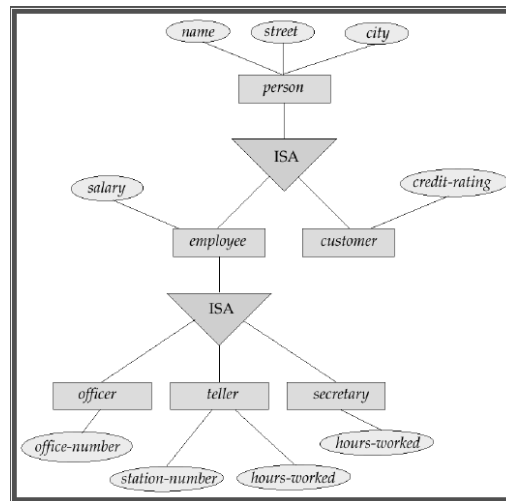 name
street
city
person
ISA
salary
credit-rating
employee
customer
ISA
officer
teller
secretary
office-number
hours-worked
station-number
hours-worked